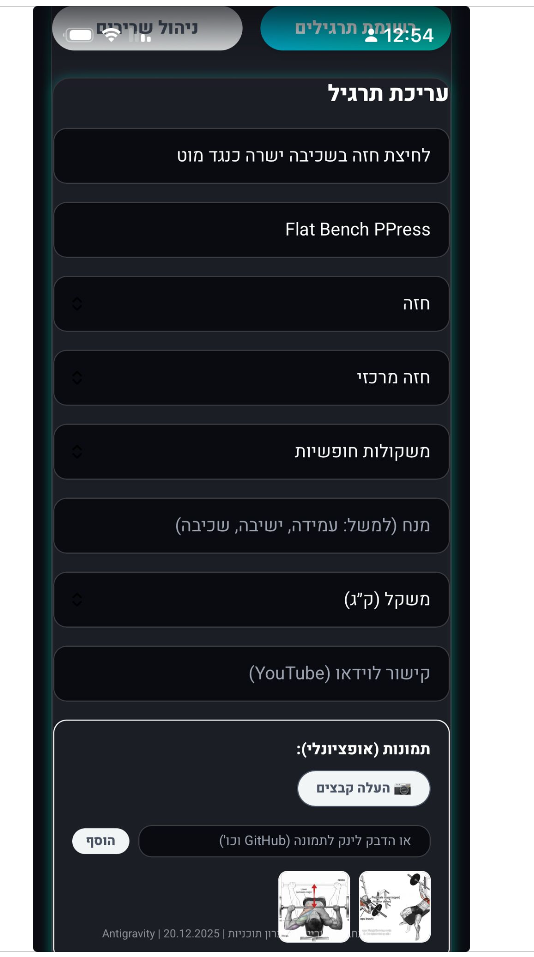 ניהול שרירים
רשומת תרגילים
12:54
עריכת תרגיל
לחיצת חזה בשכיבה ישרה כנגד מוט
Flat Bench PPress
חזה
חזה מרכזי
משקולות חופשיות
מנח (למשל: עמידה, ישיבה, שכיבה)
משקל (ק״ג)
קישור לוידאו (YouTube)
תמונות (אופציונלי):
העלה קבצים
או הדבק לינק לתמונה (GitHub וכו')
הוסף
תוכניות | 20.12.2025 | Antigravity